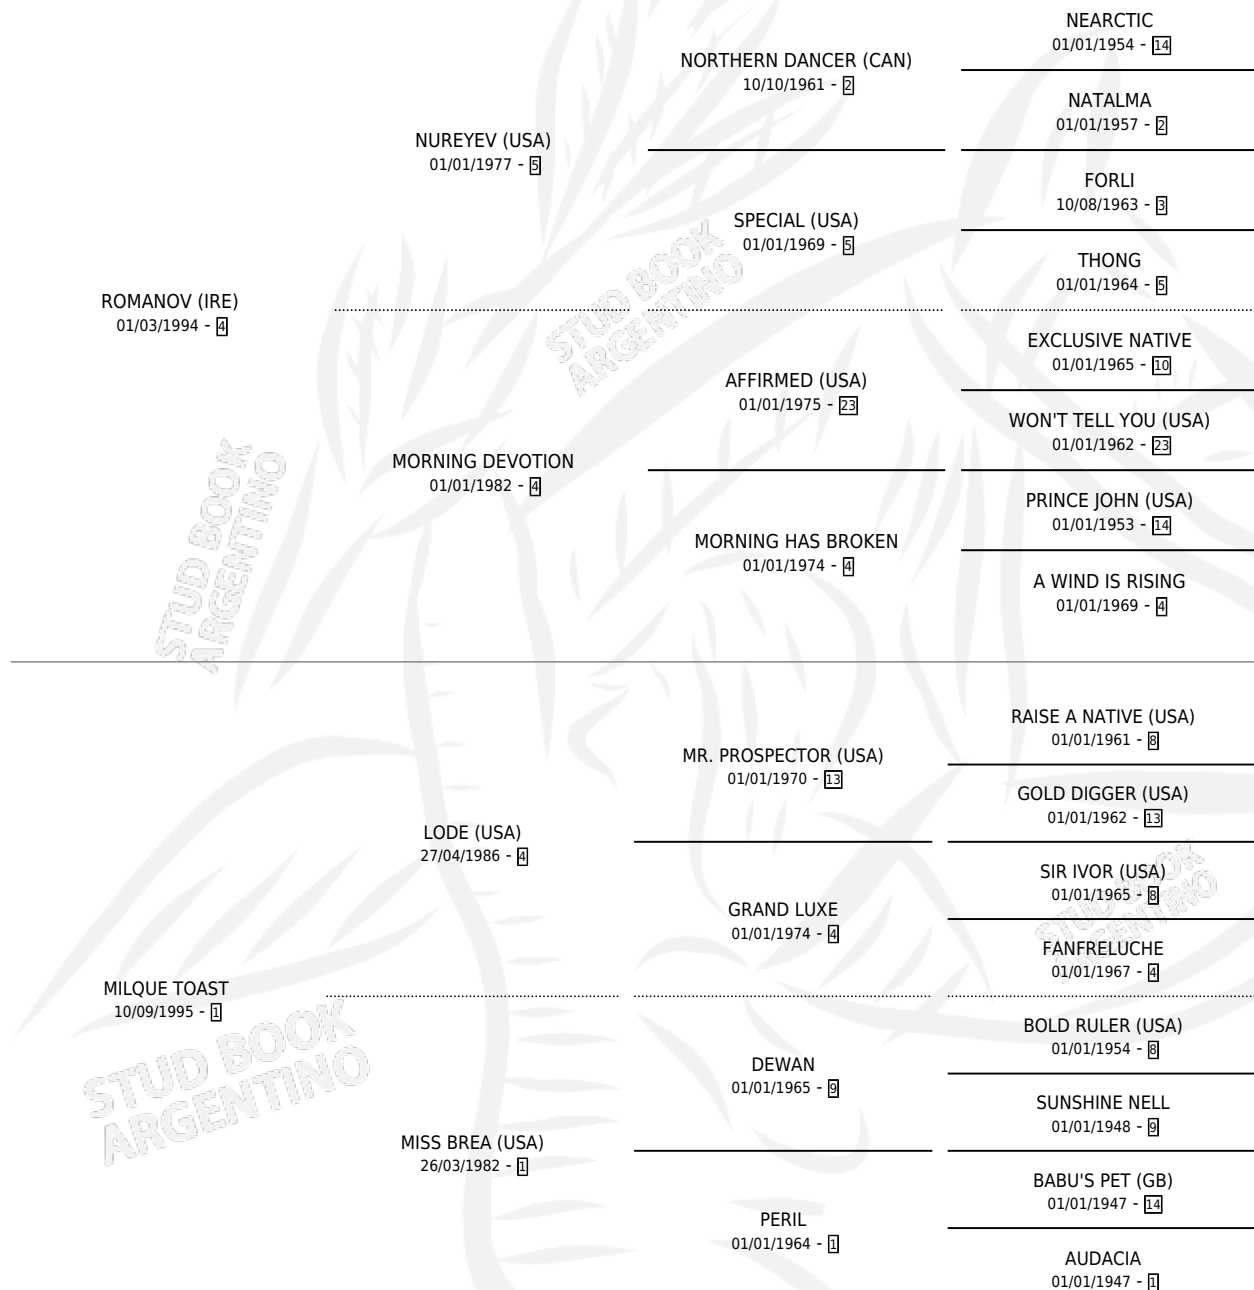 NEARCTIC
01/01/1954 - 14
NORTHERN DANCER (CAN)
10/10/1961 - 2
NATALMA
01/01/1957 - 2
NUREYEV (USA)
01/01/1977 - 5
FORLI
10/08/1963 - 3
SPECIAL (USA)
01/01/1969 - 5
THONG
01/01/1964 - 5
ROMANOV (IRE)
01/03/1994 - 4
STUD BOOK
ARGENTINO
EXCLUSIVE NATIVE
01/01/1965 - 10
AFFIRMED (USA)
01/01/1975 - 23
WON'T TELL YOU (USA)
01/01/1962 - 23
MORNING DEVOTION
01/01/1982 - 4
PRINCE JOHN (USA)
01/01/1953 - 14
MORNING HAS BROKEN
01/01/1974 - 4
A WIND IS RISING
01/01/1969 - 4
STUD BOOK
ARGENTINO
RAISE A NATIVE (USA)
01/01/1961 - 8
MR. PROSPECTOR (USA)
01/01/1970 - 13
GOLD DIGGER (USA)
01/01/1962 - 13
LODE (USA)
27/04/1986 - 4
SIR IVOR (USA)
01/01/1965 - 8
GRAND LUXE
01/01/1974 - 4
FANFRELUCHE
01/01/1967 - 4
STUD BOOK
ARGENTINO
MILQUE TOAST
10/09/1995 - 1
BOLD RULER (USA)
01/01/1954 - 8
DEWAN
01/01/1965 - 9
SUNSHINE NELL
01/01/1948 - 9
STUD BOOK
ARGENTINO
MISS BREA (USA)
26/03/1982 - 1
BABU'S PET (GB)
01/01/1947 - 14
PERIL
01/01/1964 - 1
AUDACIA
01/01/1947 - 1